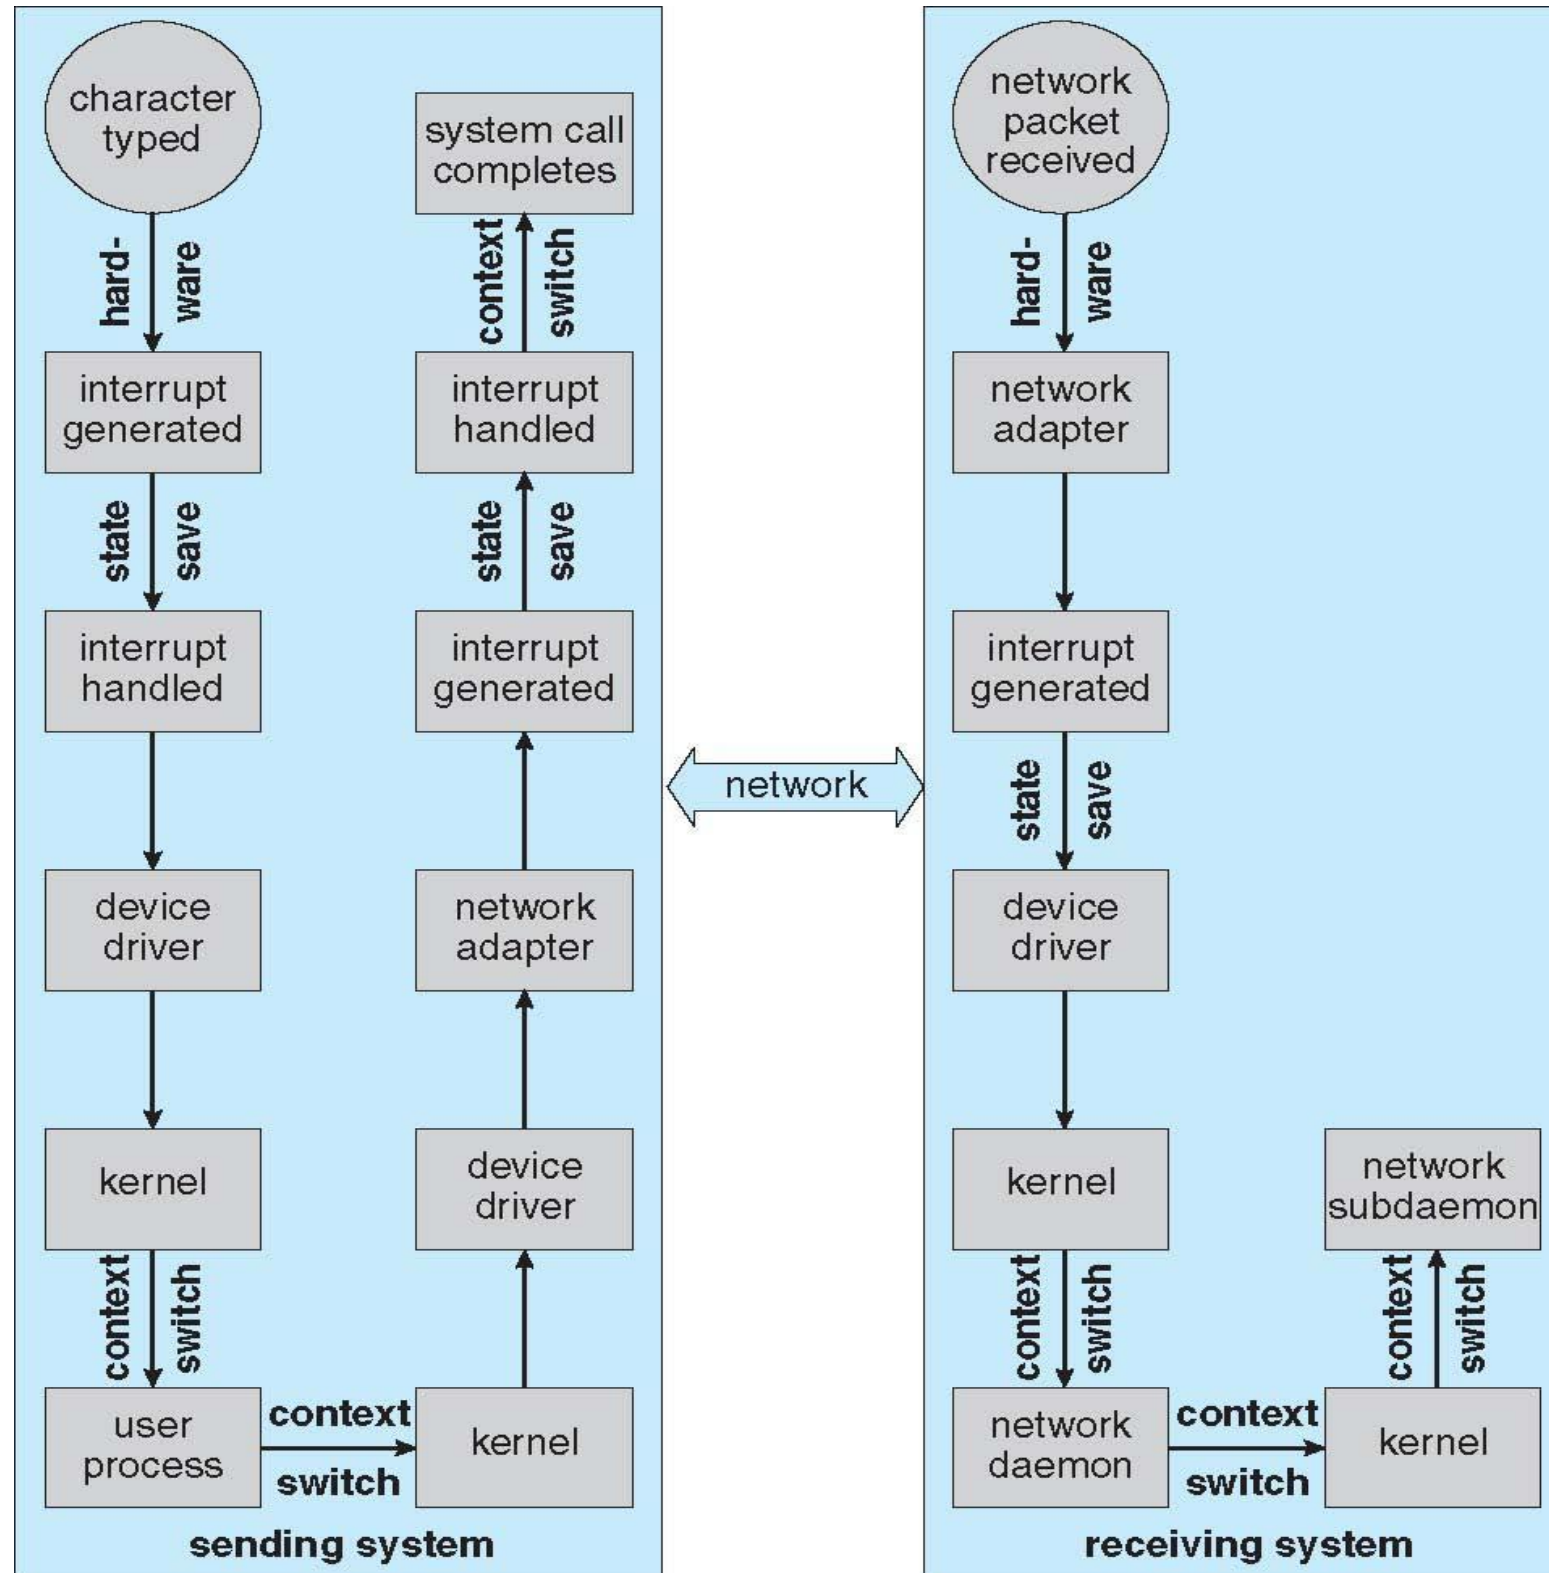 character
typed
hard-
ware
interrupt
generated
state
save
interrupt
handled
device
driver
kernel
context
switch
user
process
context
switch
kernel
device
driver
network
adapter
interrupt
generated
state
save
interrupt
handled
context
switch
system call
completes
sending system
network
network
packet
received
hard-
ware
network
adapter
interrupt
generated
state
save
device
driver
kernel
context
switch
network
daemon
context
switch
kernel
context
switch
network
subdaemon
receiving system